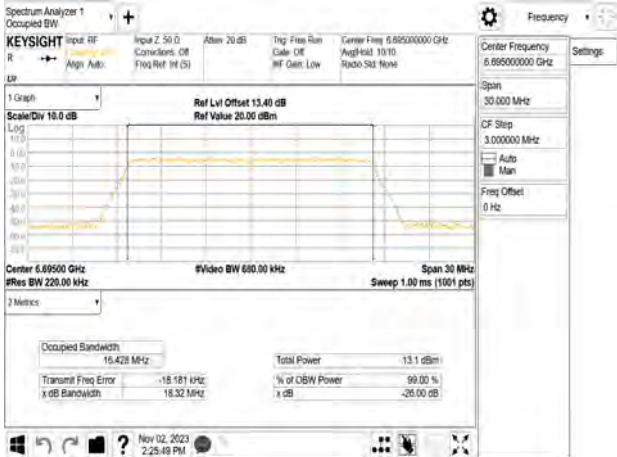 Spectrum Analyzer 1
Occupied BW
KEYSIGHT Input: RF
R
Align: Auto
Input Z: 50 Ω
Corrections: Off
Freq Ref: Int (S)
Atten: 20 dB
Trig: Free Run
Gate: Off
#IF Gain: Low
Center Freq: 6.695000000 GHz
Avg|Hold: 10/10
Radio Std: None
1 Graph
Scale/Div 10.0 dB
Ref Lvl Offset 13.40 dB
Ref Value 20.00 dBm
Log
Center 6.69500 GHz
#Res BW 220.00 kHz
#Video BW 680.00 kHz
Span 30 MHz
Sweep 1.00 ms (1001 pts)
2 Metrics
Occupied Bandwidth
16.428 MHz
Transmit Freq Error -18.181 kHz
x dB Bandwidth 18.32 MHz
Total Power 13.1 dBm
% of OBW Power 99.00 %
x dB -26.00 dB
Nov 02, 2023
2:25:49 PM
Frequency
Center Frequency
6.695000000 GHz
Span
30.000 MHz
CF Step
3.000000 MHz
Auto
Man
Freq Offset
0 Hz
Settings